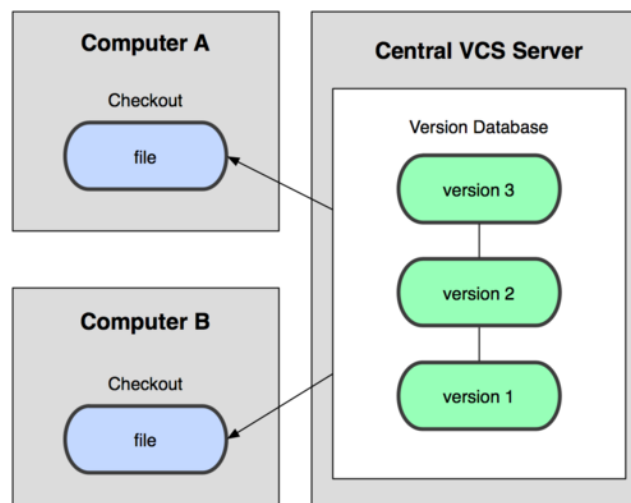 Computer A
Checkout
file
Computer B
Checkout
file
Central VCS Server
Version Database
version 3
version 2
version 1